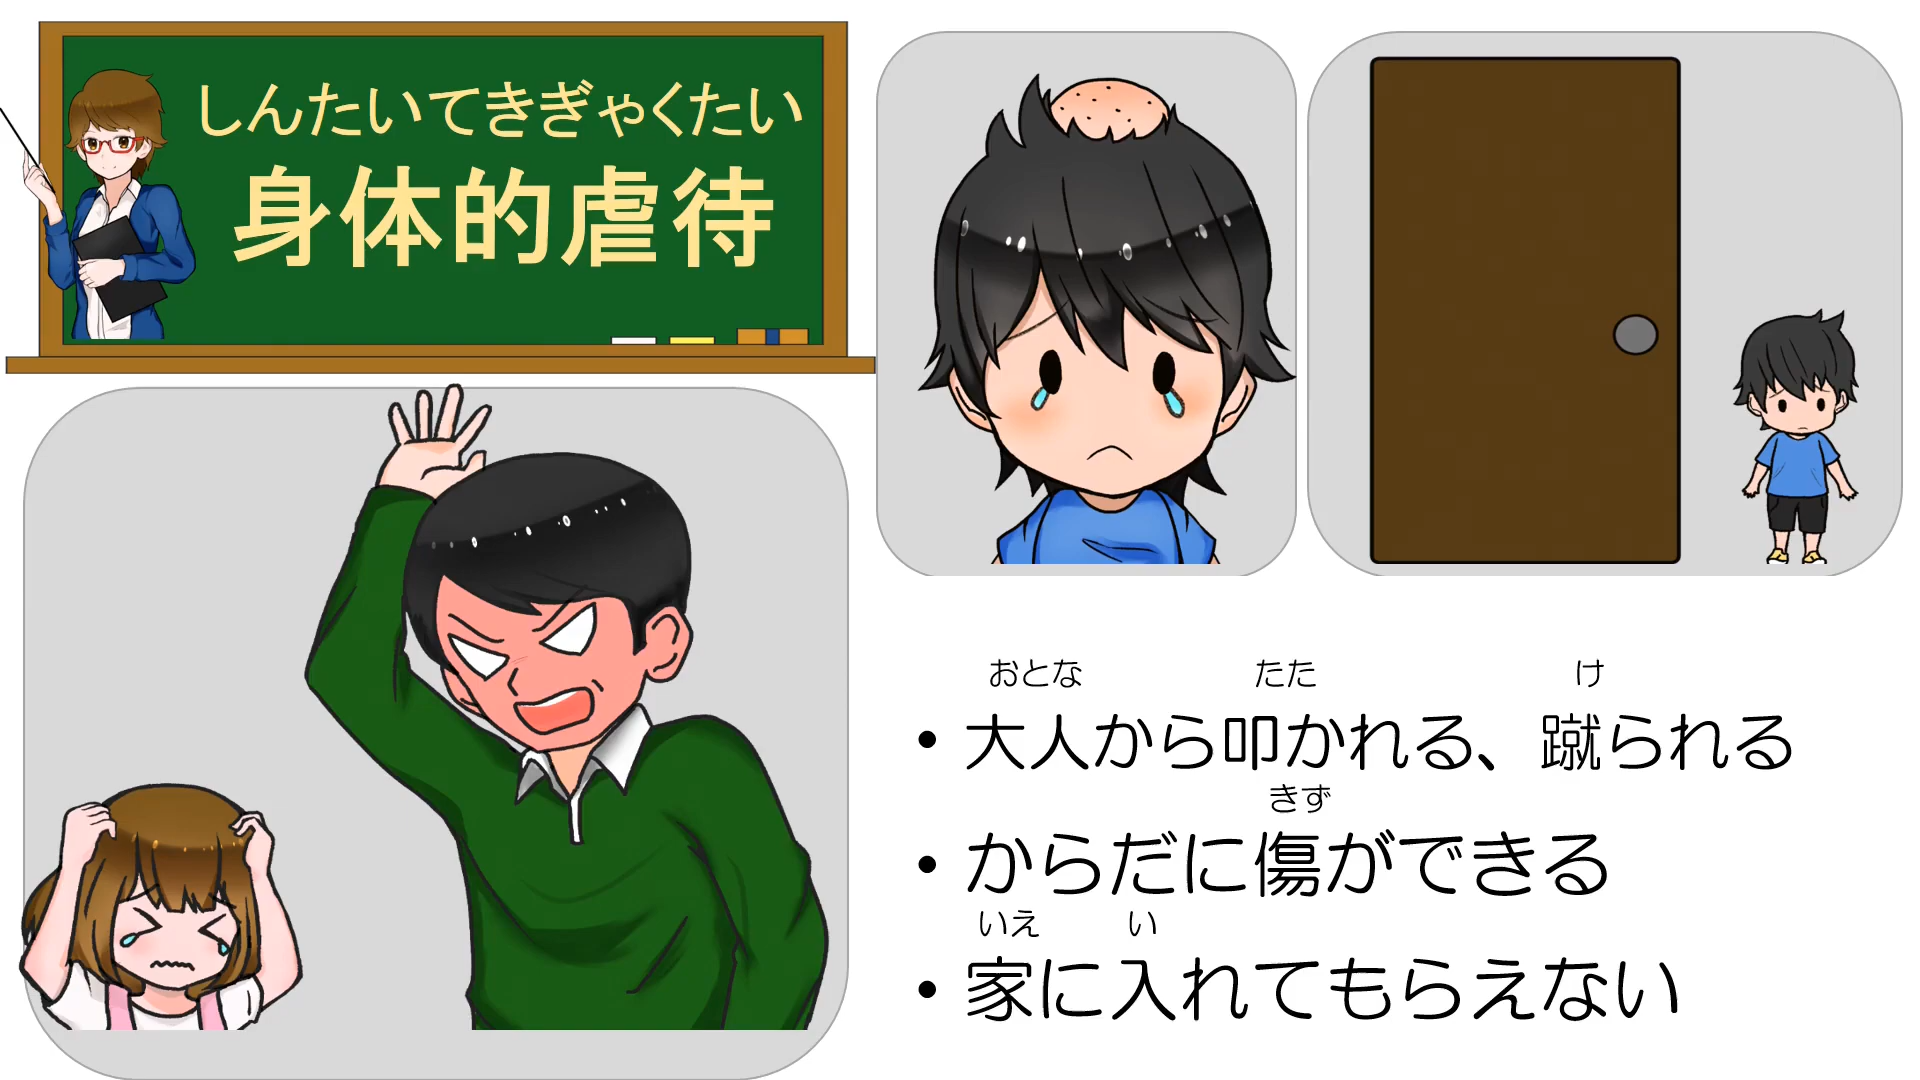 しんたいてきぎゃくたい
身体的虐待
おとな たた け
• 大人から叩かれる、蹴られる
きず
• からだに傷ができる
いえ い
• 家に入れてもらえない